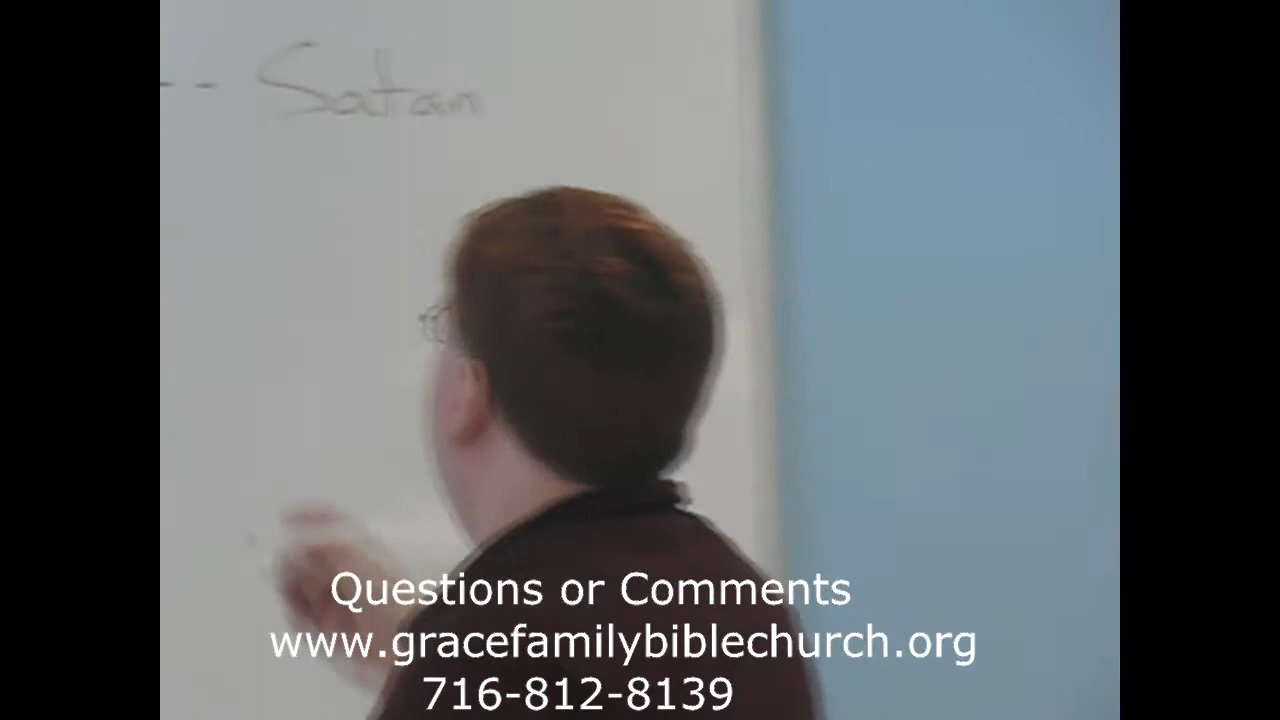 -- Satan
Questions or Comments
www.gracefamilybiblechurch.org
716-812-8139